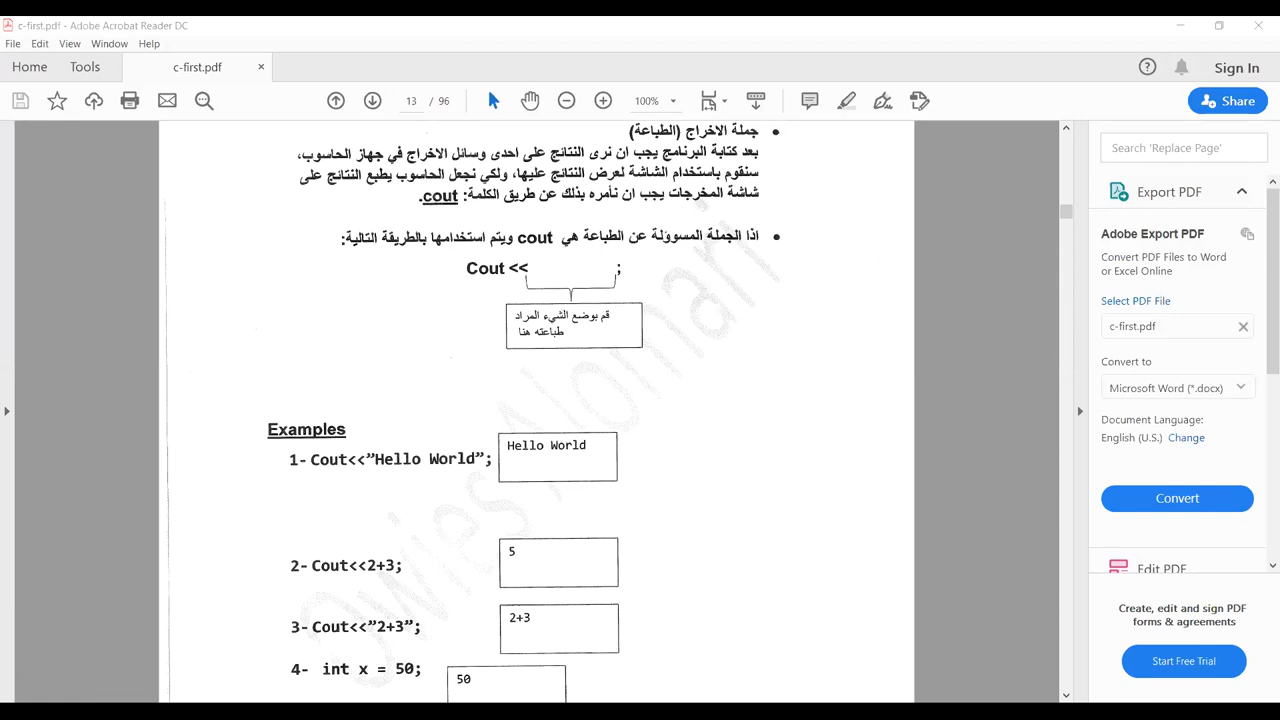 c-first.pdf - Adobe Acrobat Reader DC
File Edit View Window Help
Home Tools c-first.pdf × Sign In
13 / 96 100% Share
جملة الاخراج (الطباعة)
بعد كتابة البرنامج يجب ان نرى النتائج على احدى وسائل الاخراج في جهاز الحاسوب،
سنقوم باستخدام الشاشة لعرض النتائج عليها، ولكي نجعل الحاسوب يطبع النتائج على
شاشة المخرجات يجب ان نأمره بذلك عن طريق الكلمة: cout.
اذا الجملة المسوؤلة عن الطباعة هي cout ويتم استخدامها بالطريقة التالية:
Cout << ;
قم بوضع الشيء المراد
طباعته هنا
Examples
1- Cout<<”Hello World”;
Hello World
2- Cout<<2+3;
5
3- Cout<<”2+3”;
2+3
4- int x = 50;
50
Owies Alomari
Search 'Replace Page'
Export PDF
Adobe Export PDF
Convert PDF Files to Word
or Excel Online
Select PDF File
c-first.pdf
Convert to
Microsoft Word (*.docx)
Document Language:
English (U.S.) Change
Convert
Edit PDF
Create, edit and sign PDF
forms & agreements
Start Free Trial